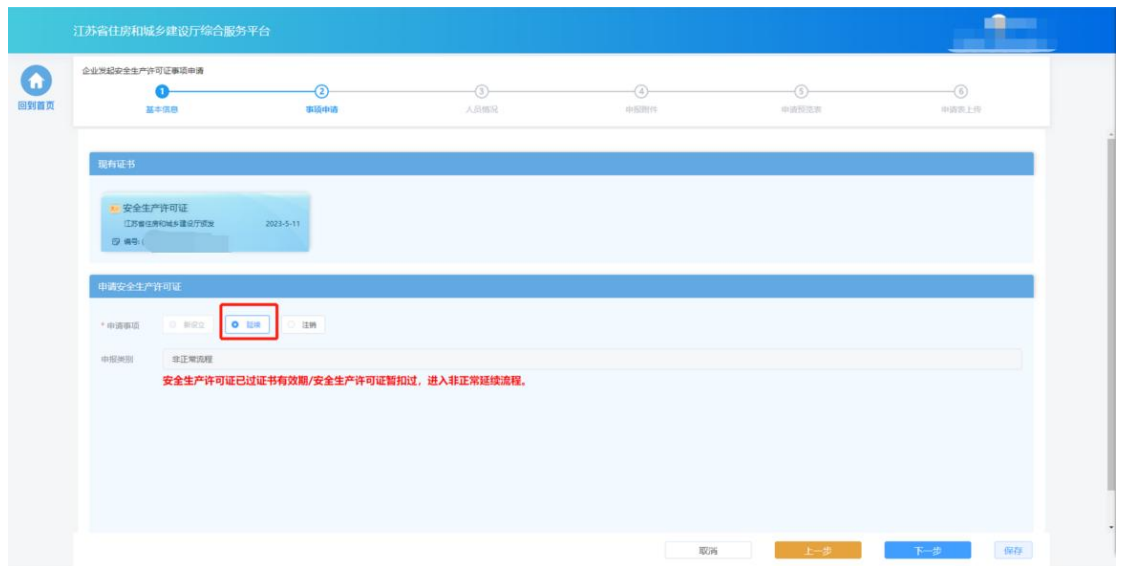 江苏省住房和城乡建设厅综合服务平台
回到首页
企业发起安全生产许可证事项申请
1 2 3 4 5 6
基本信息 事项申请 人员情况 申报附件 申请预览表 申请表上传
现有证书
安全生产许可证
江苏省住房和城乡建设厅颁发 2023-5-11
编号:
申请安全生产许可证
* 申请事项 新设立 延续 注销
申报类别 非正常流程
安全生产许可证已过证书有效期/安全生产许可证暂扣过，进入非正常延续流程。
取消 上一步 下一步 保存